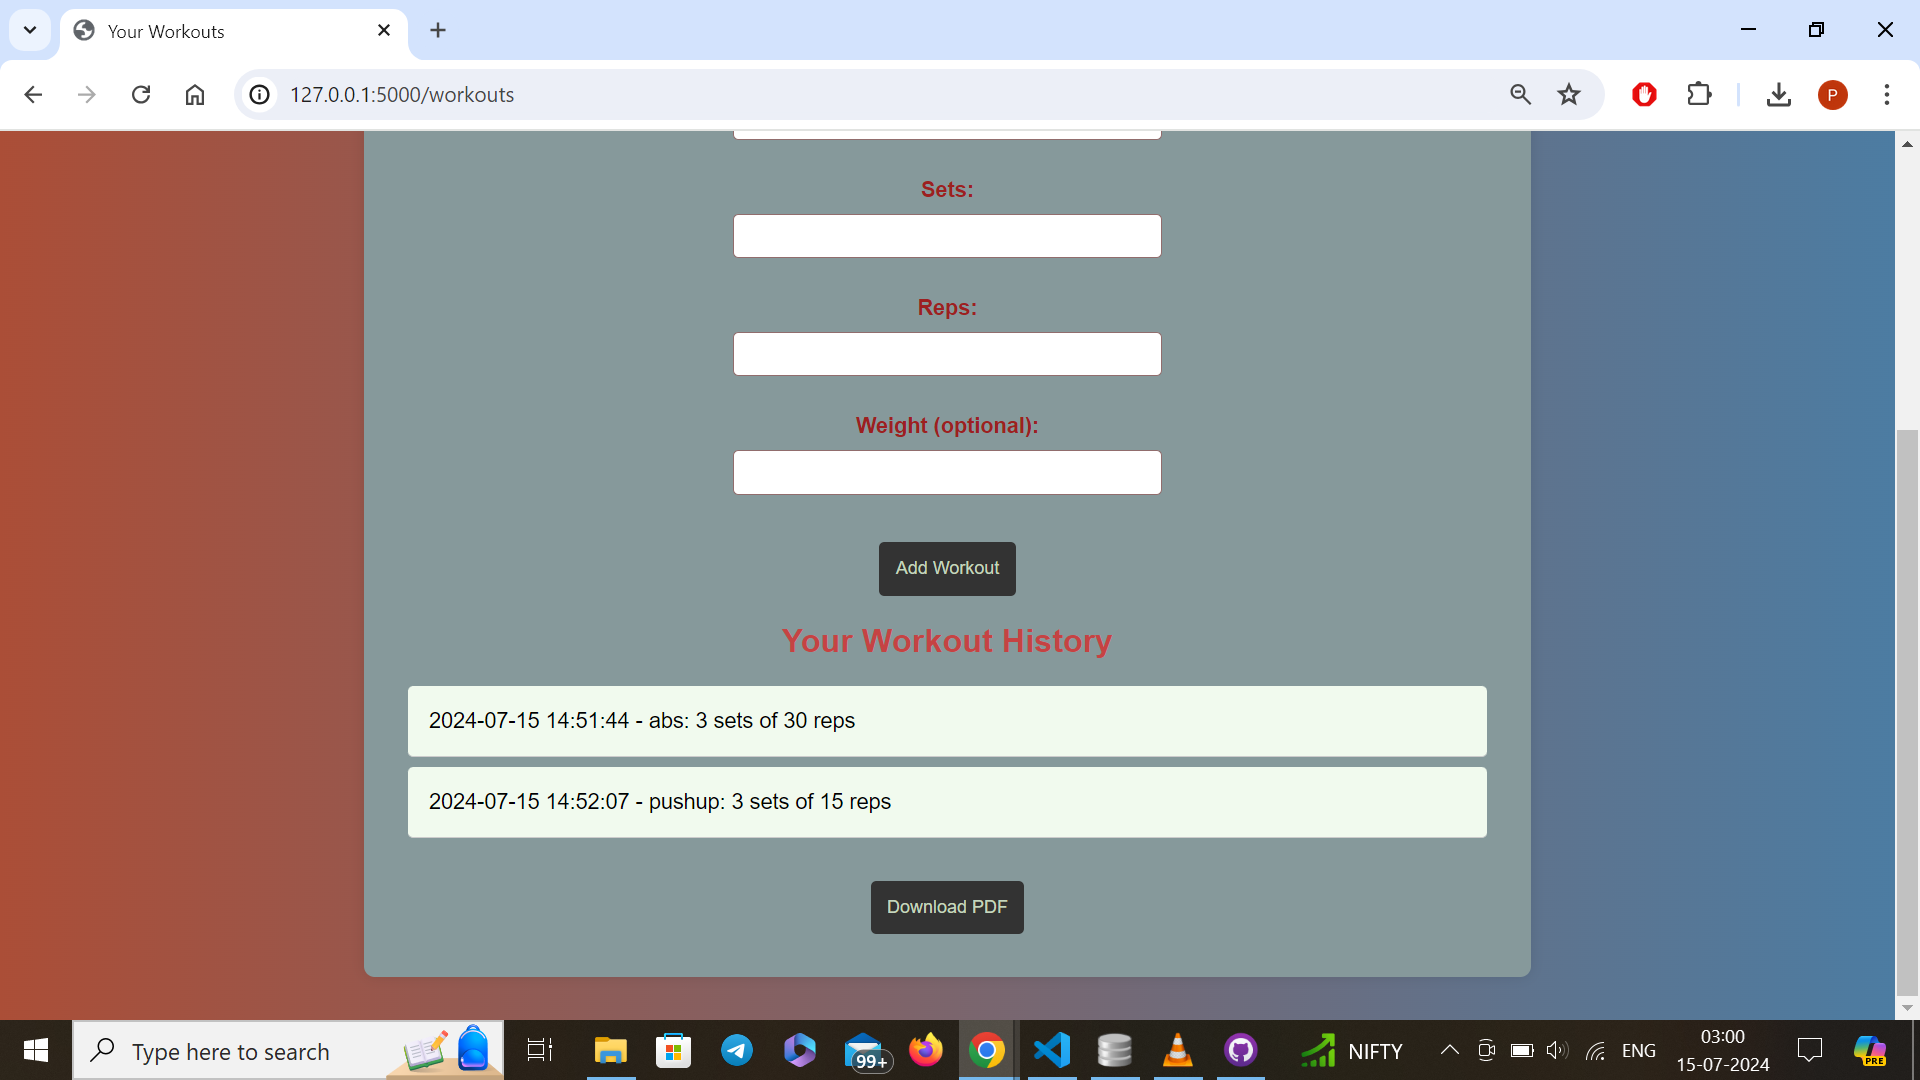 Your Workouts
127.0.0.1:5000/workouts
P
Sets:
Reps:
Weight (optional):
Add Workout
Your Workout History
2024-07-15 14:51:44 - abs: 3 sets of 30 reps
2024-07-15 14:52:07 - pushup: 3 sets of 15 reps
Download PDF
Type here to search
99+
NIFTY
ENG
03:00
15-07-2024
PRE